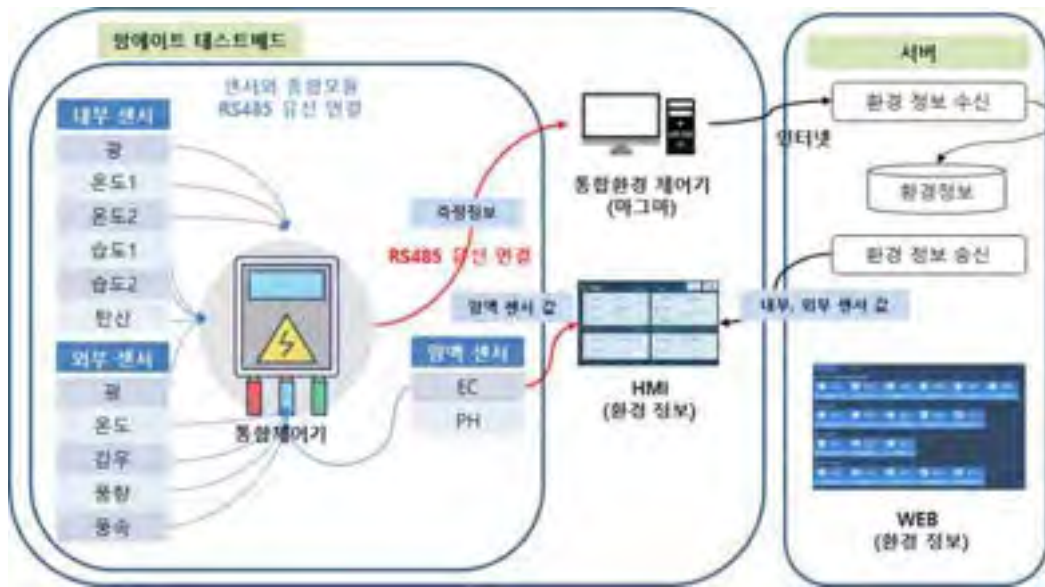 팜에이트 테스트베드
센서와 통합모듈
RS485 유선 연결
내부 센서
광
온도1
온도2
습도1
습도2
탄산
외부 센서
광
온도
감우
풍향
풍속
통합제어기
측정정보
RS485 유선 연결
양액 센서 값
양액 센서
EC
PH
통합환경 제어기
(마그마)
HMI
(환경 정보)
인터넷
내부, 외부 센서 값
서버
환경 정보 수신
환경정보
환경 정보 송신
WEB
(환경 정보)